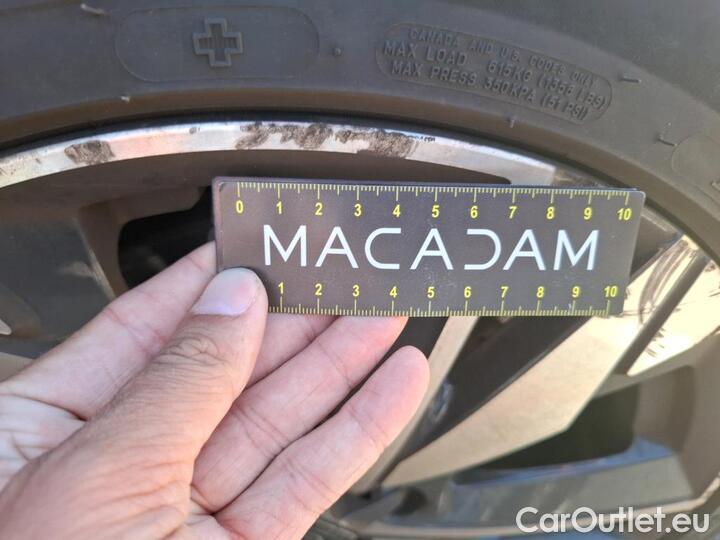 CANADA AND U.S. CODES ONLY
MAX LOAD 615KG (1356 LBS)
MAX PRESS 350KPA (51 PSI)
0 1 2 3 4 5 6 7 8 9 10
MACADAM
1 2 3 4 5 6 7 8 9 10
CarOutlet.eu